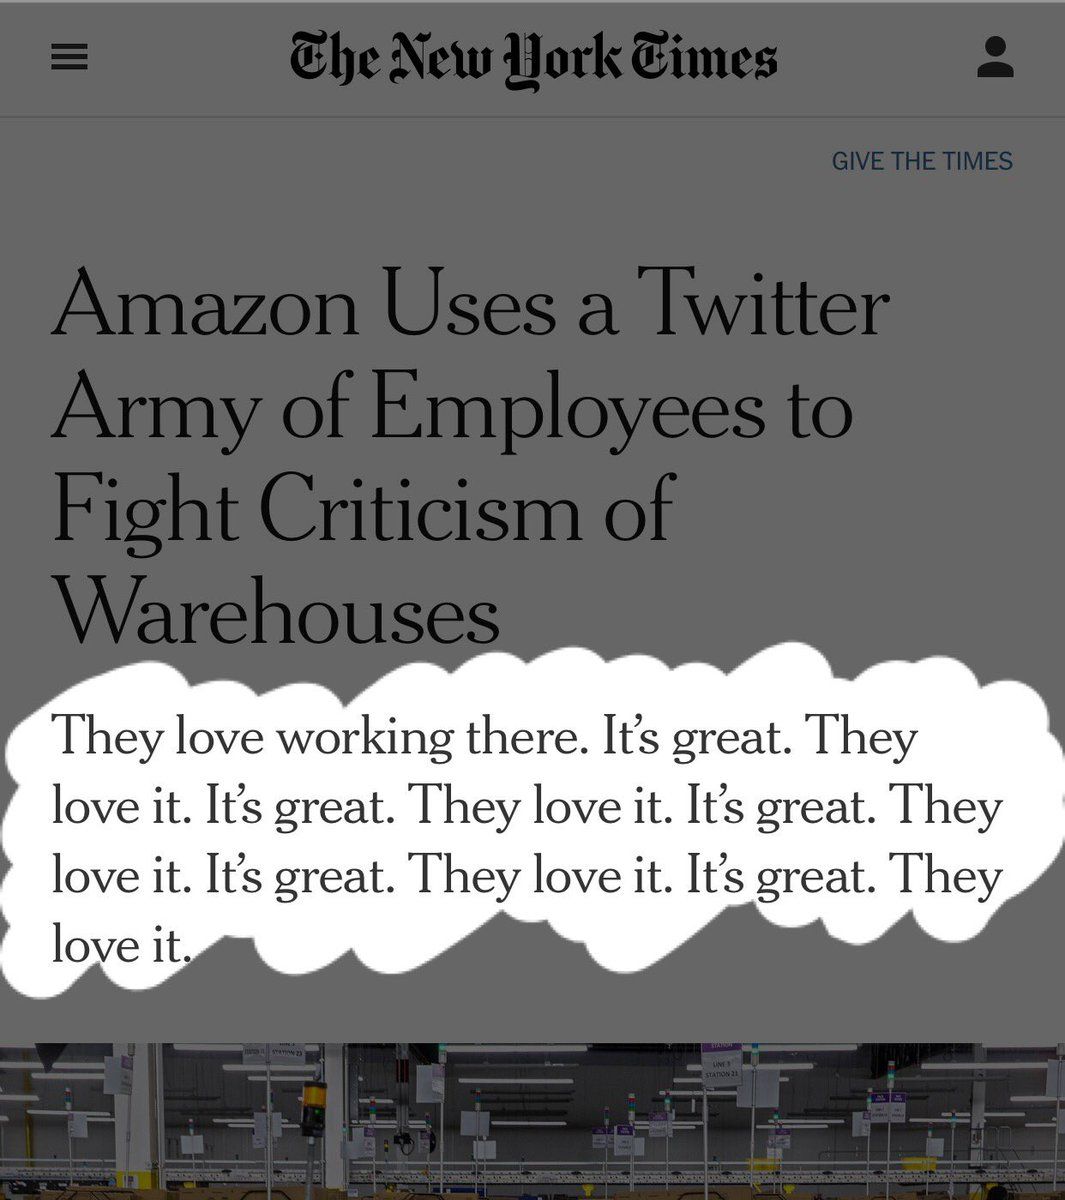 The New York Times
GIVE THE TIMES
Amazon Uses a Twitter
Army of Employees to
Fight Criticism of
Warehouses
They love working there. It’s great. They
love it. It’s great. They love it. It’s great. They
love it. It’s great. They love it. It’s great. They
love it.
STATION
LINE 3
STATION 21
STATION 23